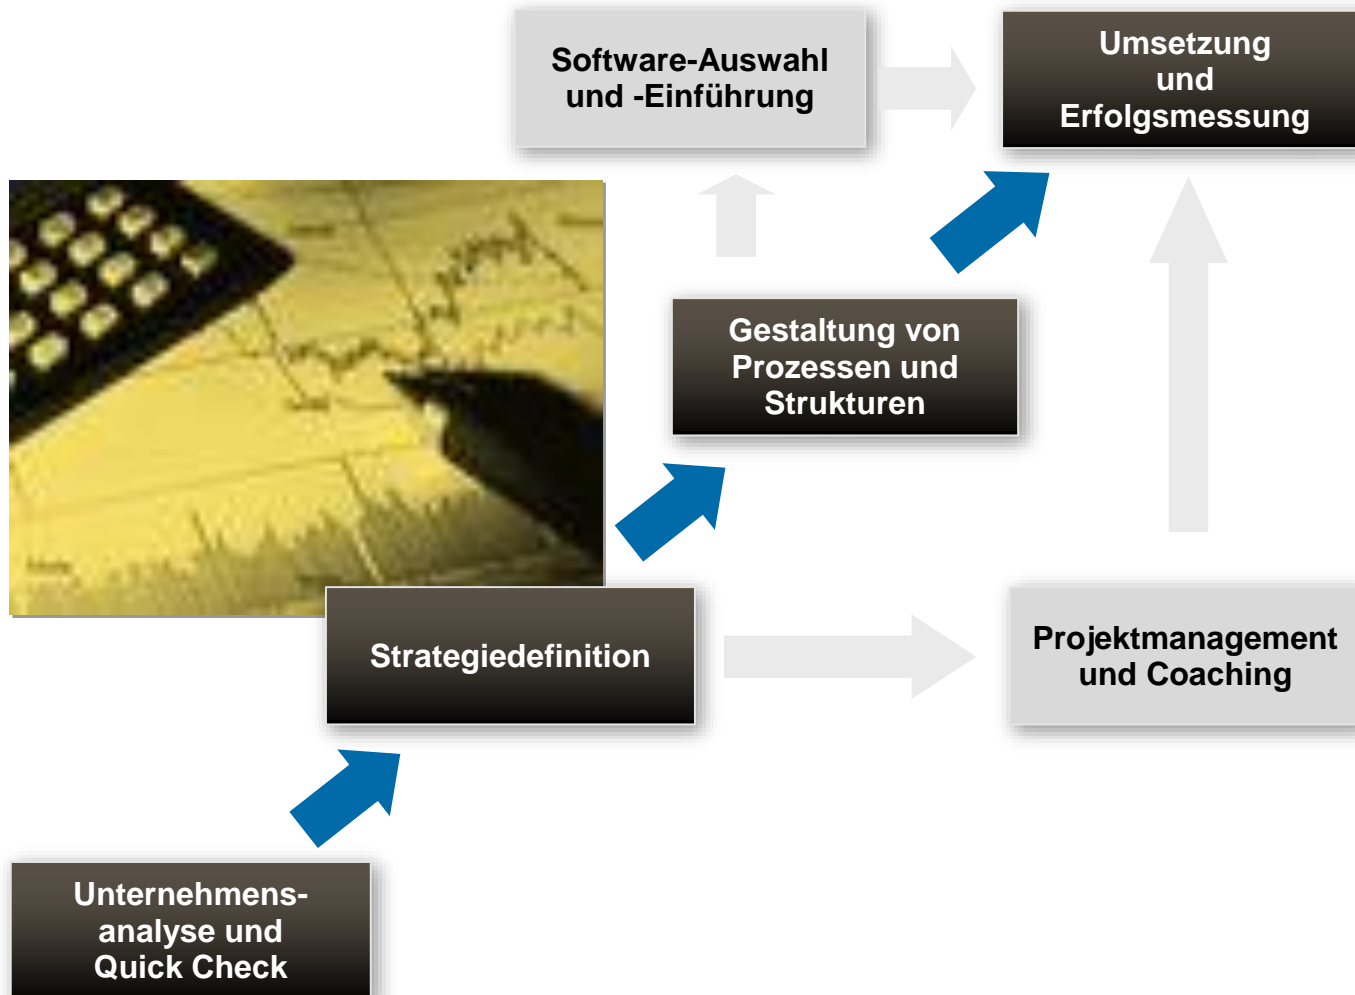 Software-Auswahl
und -Einführung
Umsetzung
und
Erfolgsmessung
Gestaltung von
Prozessen und
Strukturen
Strategiedefinition
Projektmanagement
und Coaching
Unternehmens-
analyse und
Quick Check